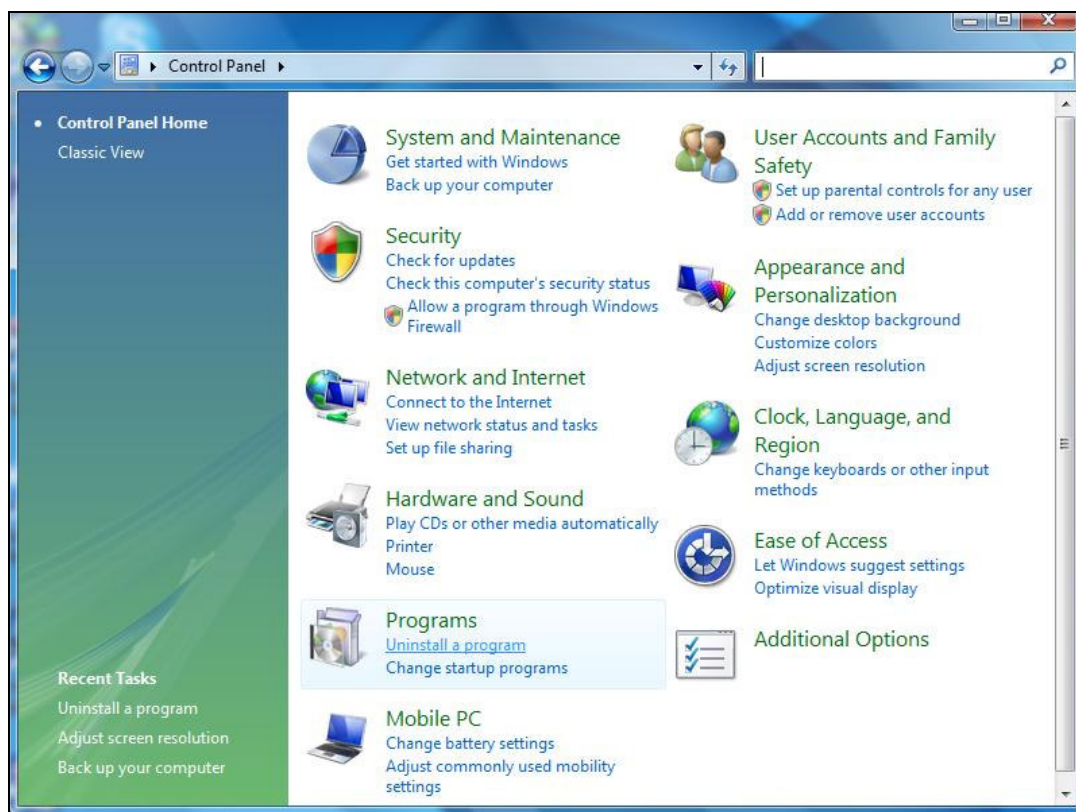 Control Panel
Control Panel Home
Classic View
System and Maintenance
Get started with Windows
Back up your computer
Security
Check for updates
Check this computer's security status
Allow a program through Windows
Firewall
Network and Internet
Connect to the Internet
View network status and tasks
Set up file sharing
Hardware and Sound
Play CDs or other media automatically
Printer
Mouse
Programs
Uninstall a program
Change startup programs
Mobile PC
Change battery settings
Adjust commonly used mobility
settings
User Accounts and Family
Safety
Set up parental controls for any user
Add or remove user accounts
Appearance and
Personalization
Change desktop background
Customize colors
Adjust screen resolution
Clock, Language, and
Region
Change keyboards or other input
methods
Ease of Access
Let Windows suggest settings
Optimize visual display
Additional Options
Recent Tasks
Uninstall a program
Adjust screen resolution
Back up your computer